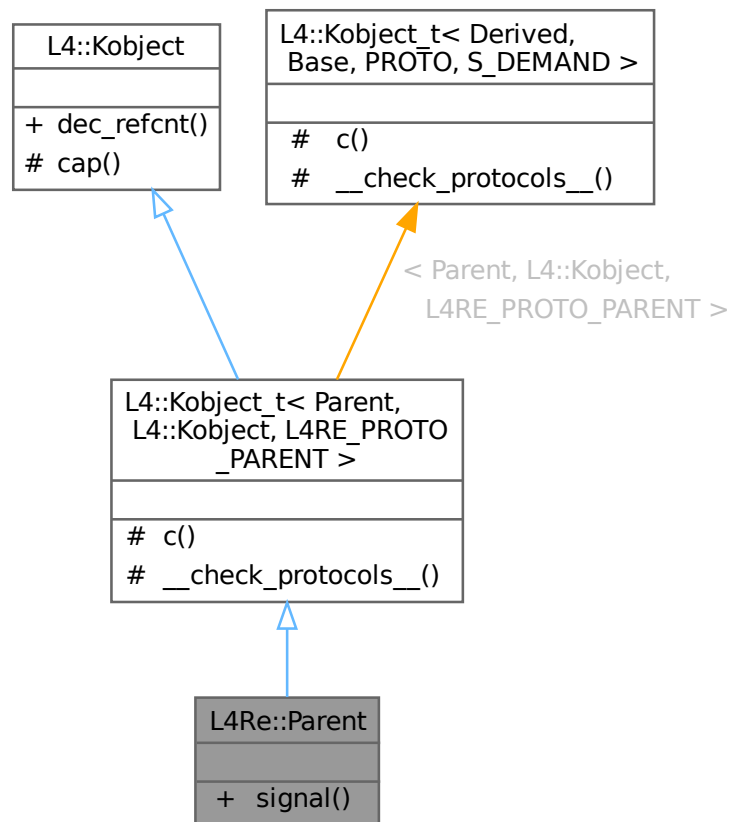 L4::Kobject
+ dec_refcnt()
# cap()
L4::Kobject_t< Derived,
Base, PROTO, S_DEMAND >
# c()
# __check_protocols__()
< Parent, L4::Kobject,
L4RE_PROTO_PARENT >
L4::Kobject_t< Parent,
L4::Kobject, L4RE_PROTO
_PARENT >
# c()
# __check_protocols__()
L4Re::Parent
+ signal()